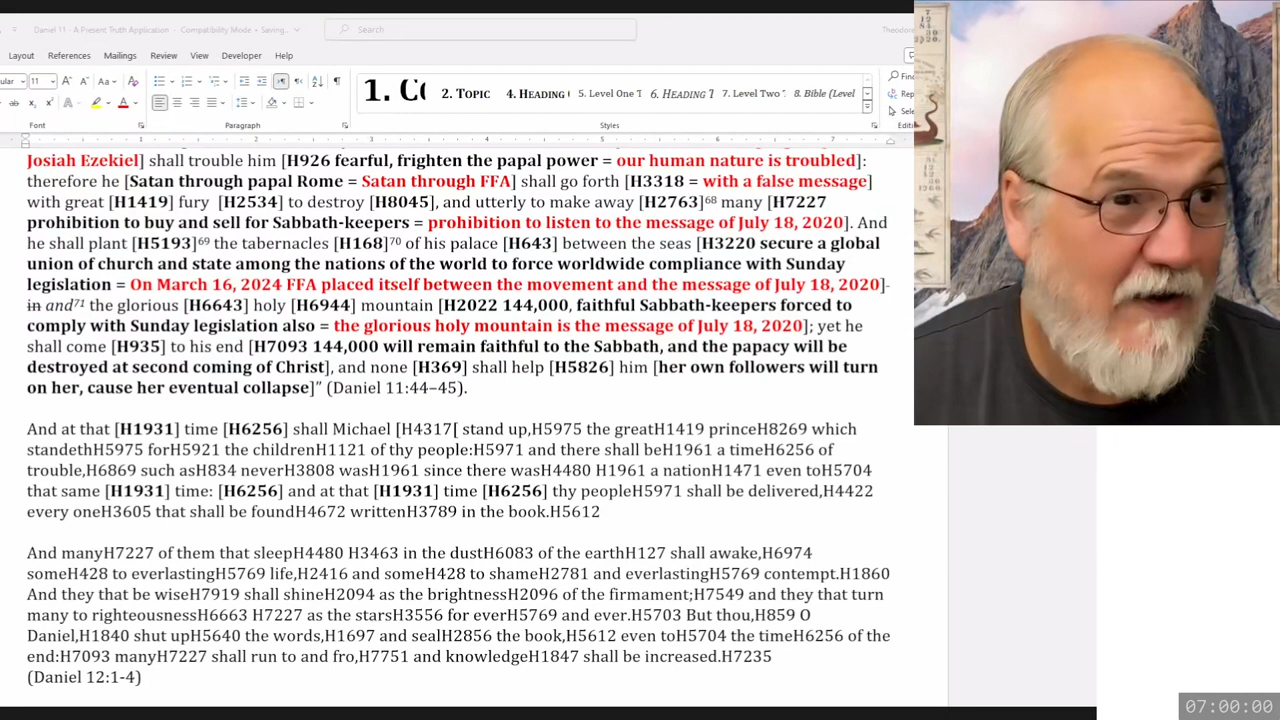 Daniel 11 - A Present Truth Application - Compatibility Mode • Saving...
Search
Theodore
Layout References Mailings Review View Developer Help
ular 11 Aa
1. CO 2. TOPIC 4. HEADING 5. Level One 6. HEADING 7. Level Two 8. Bible (Level
Font Paragraph Styles
1 2 3 4 5 6 7
Josiah Ezekiel] shall trouble him [H926 fearful, frighten the papal power = our human nature is troubled]:
therefore he [Satan through papal Rome = Satan through FFA] shall go forth [H3318 = with a false message]
with great [H1419] fury [H2534] to destroy [H8045], and utterly to make away [H2763]68 many [H7227
prohibition to buy and sell for Sabbath-keepers = prohibition to listen to the message of July 18, 2020]. And
he shall plant [H5193]69 the tabernacles [H168]70 of his palace [H643] between the seas [H3220 secure a global
union of church and state among the nations of the world to force worldwide compliance with Sunday
legislation = On March 16, 2024 FFA placed itself between the movement and the message of July 18, 2020]
in and71 the glorious [H6643] holy [H6944] mountain [H2022 144,000, faithful Sabbath-keepers forced to
comply with Sunday legislation also = the glorious holy mountain is the message of July 18, 2020]; yet he
shall come [H935] to his end [H7093 144,000 will remain faithful to the Sabbath, and the papacy will be
destroyed at second coming of Christ], and none [H369] shall help [H5826] him [her own followers will turn
on her, cause her eventual collapse]” (Daniel 11:44–45).
And at that [H1931] time [H6256] shall Michael [H4317[ stand up,H5975 the greatH1419 princeH8269 which
standethH5975 forH5921 the childrenH1121 of thy people:H5971 and there shall beH1961 a timeH6256 of
trouble,H6869 such asH834 neverH3808 wasH1961 since there wasH4480 H1961 a nationH1471 even toH5704
that same [H1931] time: [H6256] and at that [H1931] time [H6256] thy peopleH5971 shall be delivered,H4422
every oneH3605 that shall be foundH4672 writtenH3789 in the book.H5612
And manyH7227 of them that sleepH4480 H3463 in the dustH6083 of the earthH127 shall awake,H6974
someH428 to everlastingH5769 life,H2416 and someH428 to shameH2781 and everlastingH5769 contempt.H1860
And they that be wiseH7919 shall shineH2094 as the brightnessH2096 of the firmament;H7549 and they that turn
many to righteousnessH6663 H7227 as the starsH3556 for everH5769 and ever.H5703 But thou,H859 O
Daniel,H1840 shut upH5640 the words,H1697 and sealH2856 the book,H5612 even toH5704 the timeH6256 of the
end:H7093 manyH7227 shall run to and fro,H7751 and knowledgeH1847 shall be increased.H7235
(Daniel 12:1-4)
07:00:00